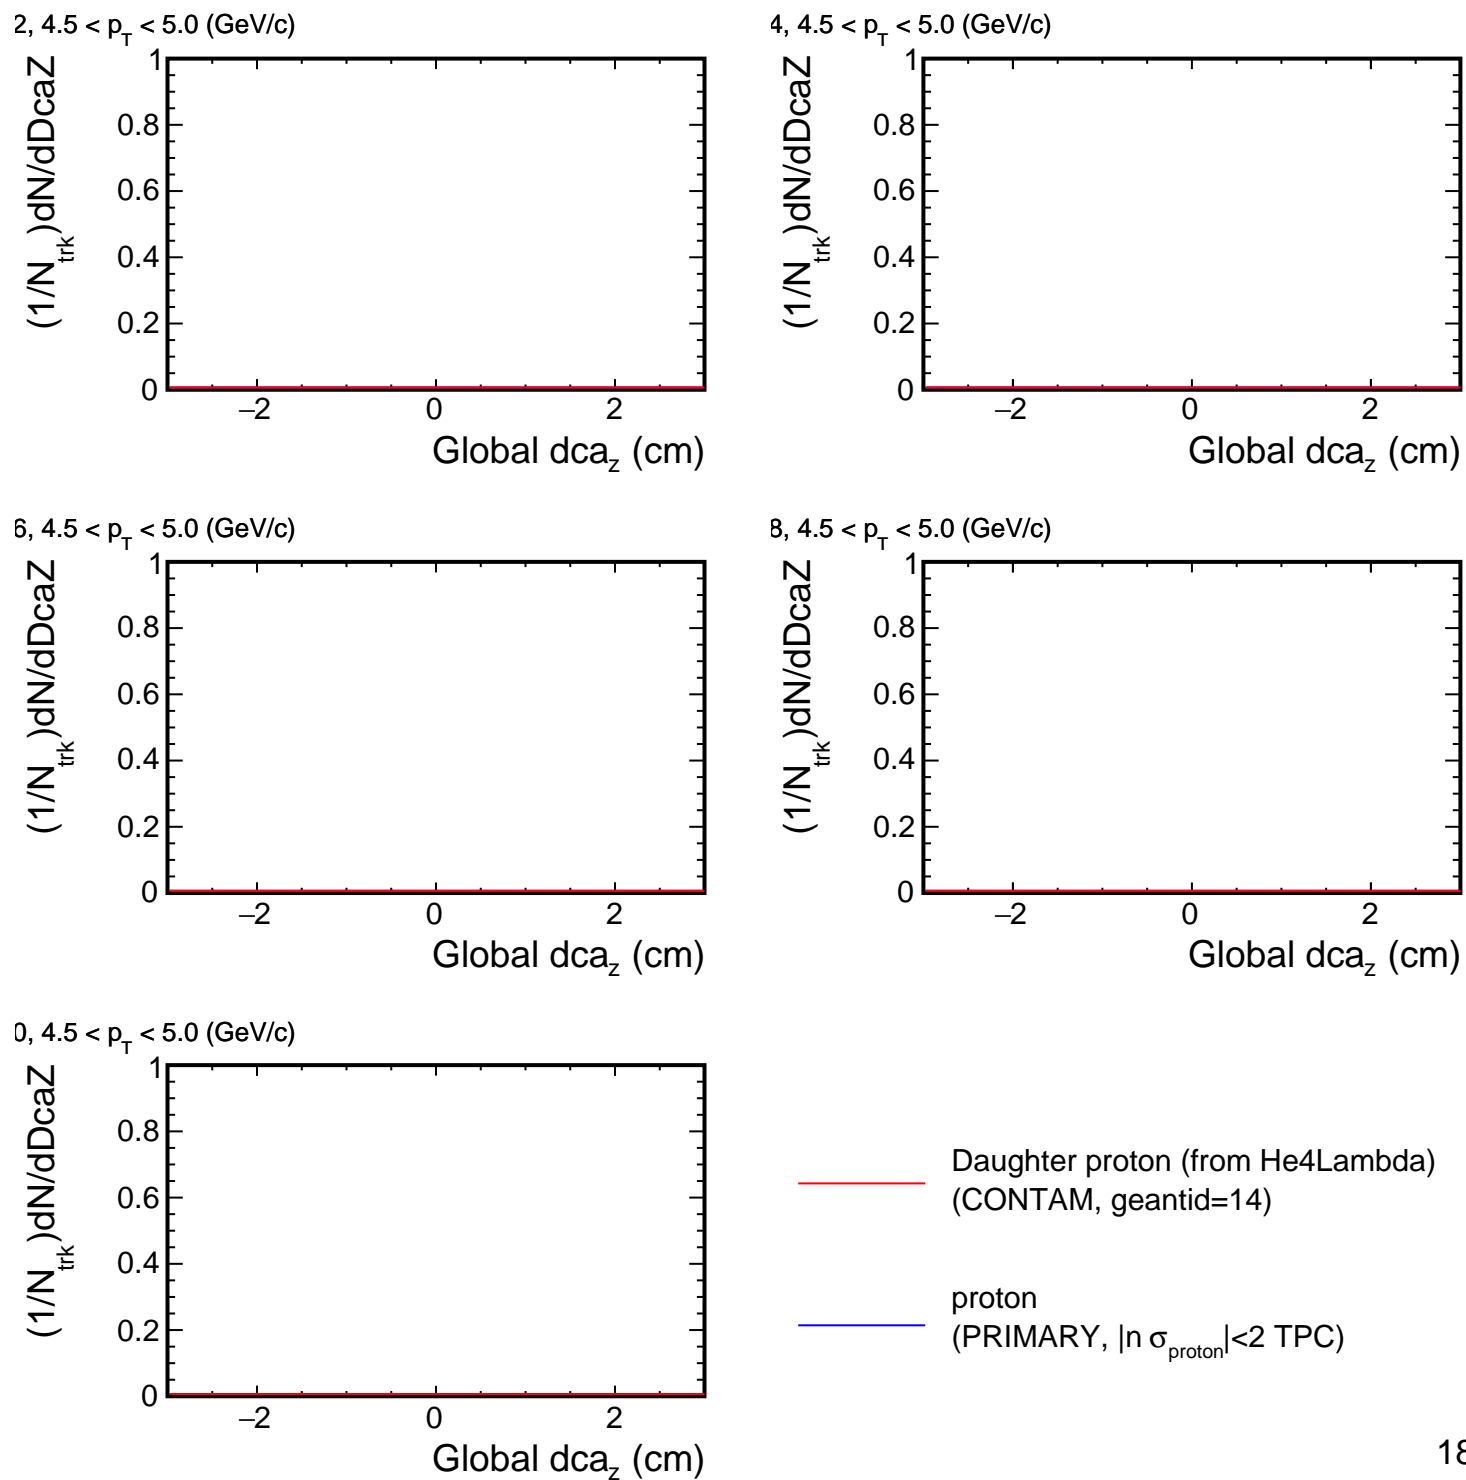 2, 4.5 < p_T < 5.0 (GeV/c)
(1/N_trk)dN/dDcaZ
1
0.8
0.6
0.4
0.2
0
−2 0 2
Global dca_z (cm)
4, 4.5 < p_T < 5.0 (GeV/c)
(1/N_trk)dN/dDcaZ
1
0.8
0.6
0.4
0.2
0
−2 0 2
Global dca_z (cm)
6, 4.5 < p_T < 5.0 (GeV/c)
(1/N_trk)dN/dDcaZ
1
0.8
0.6
0.4
0.2
0
−2 0 2
Global dca_z (cm)
8, 4.5 < p_T < 5.0 (GeV/c)
(1/N_trk)dN/dDcaZ
1
0.8
0.6
0.4
0.2
0
−2 0 2
Global dca_z (cm)
0, 4.5 < p_T < 5.0 (GeV/c)
(1/N_trk)dN/dDcaZ
1
0.8
0.6
0.4
0.2
0
−2 0 2
Global dca_z (cm)
Daughter proton (from He4Lambda)
(CONTAM, geantid=14)
proton
(PRIMARY, |n σ_proton|<2 TPC)